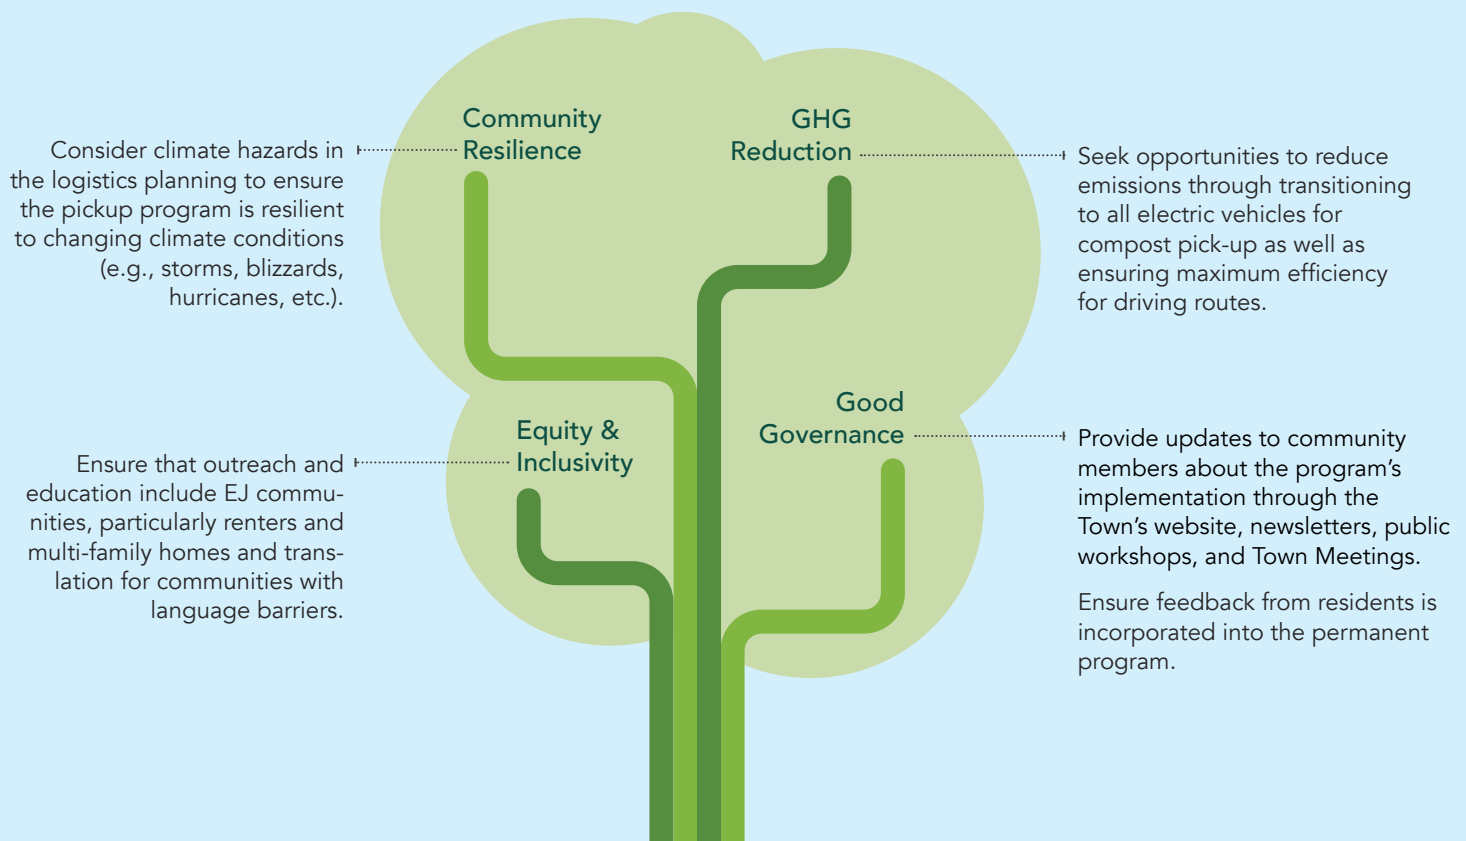 Community
Resilience
Consider climate hazards in
the logistics planning to ensure
the pickup program is resilient
to changing climate conditions
(e.g., storms, blizzards,
hurricanes, etc.).
GHG
Reduction
Seek opportunities to reduce
emissions through transitioning
to all electric vehicles for
compost pick-up as well as
ensuring maximum efficiency
for driving routes.
Equity &
Inclusivity
Ensure that outreach and
education include EJ commu-
nities, particularly renters and
multi-family homes and trans-
lation for communities with
language barriers.
Good
Governance
Provide updates to community
members about the program's
implementation through the
Town's website, newsletters, public
workshops, and Town Meetings.
Ensure feedback from residents is
incorporated into the permanent
program.